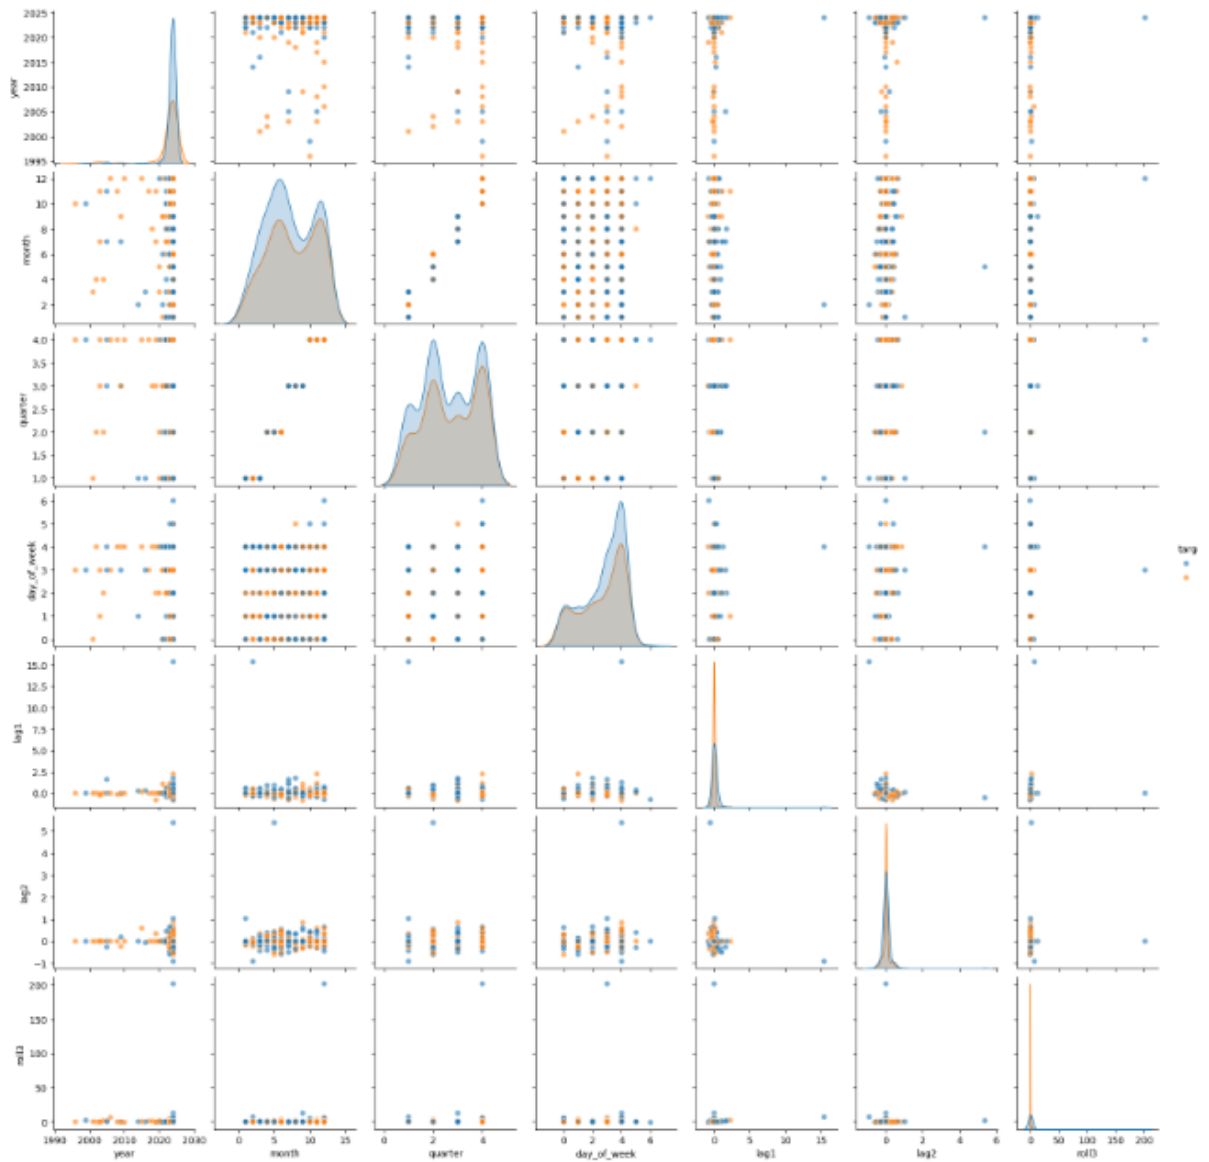 2025
2020
2015
2010
2005
2000
1995
year
12
10
8
6
4
2
month
4.0
3.5
3.0
2.5
2.0
1.5
1.0
quarter
6
5
4
3
2
1
0
day_of_week
targ
15.0
12.5
10.0
7.5
5.0
2.5
0.0
lag1
5
4
3
2
1
0
−1
lag2
200
150
100
50
0
roll3
1990 2000 2010 2020 2030
0 5 10 15
0 2 4
0 2 4 6
0 5 10 15
0 2 4 6
0 50 100 150 200
year month quarter day_of_week lag1 lag2 roll3